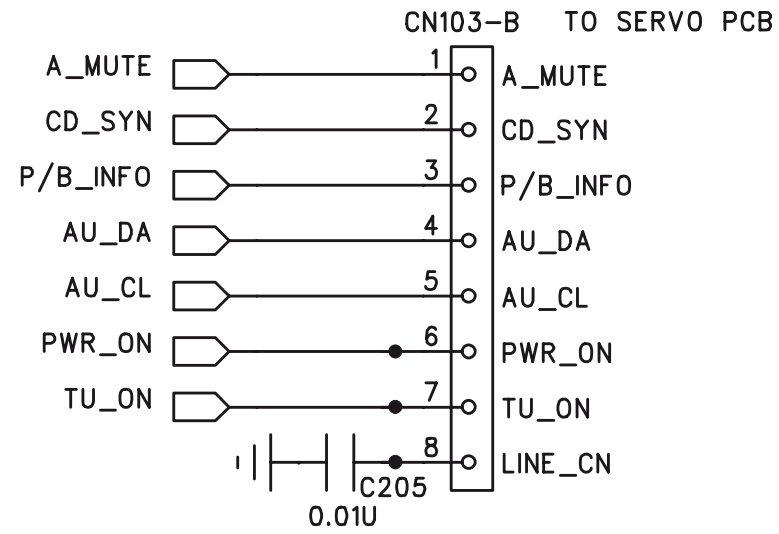 CN103-B TO SERVO PCB
A_MUTE 1 A_MUTE
CD_SYN 2 CD_SYN
P/B_INFO 3 P/B_INFO
AU_DA 4 AU_DA
AU_CL 5 AU_CL
PWR_ON 6 PWR_ON
TU_ON 7 TU_ON
8 LINE_CN
C205
0.01U